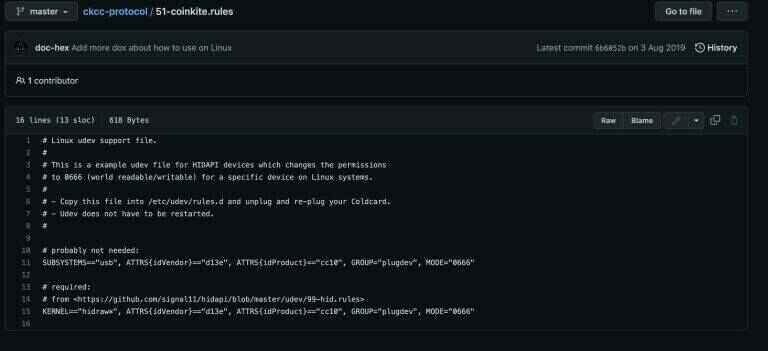 master
ckcc-protocol / 51-coinkite.rules
Go to file
...
doc-hex Add more dox about how to use on Linux
Latest commit 6b6852b on 3 Aug 2019
History
1 contributor
16 lines (13 sloc) 618 Bytes
Raw
Blame
1 # Linux udev support file.
2 #
3 # This is a example udev file for HIDAPI devices which changes the permissions
4 # to 0666 (world readable/writable) for a specific device on Linux systems.
5 #
6 # - Copy this file into /etc/udev/rules.d and unplug and re-plug your Coldcard.
7 # - Udev does not have to be restarted.
8 #
9
10 # probably not needed:
11 SUBSYSTEMS=="usb", ATTRS{idVendor}=="d13e", ATTRS{idProduct}=="cc10", GROUP="plugdev", MODE="0666"
12
13 # required:
14 # from <https://github.com/signal11/hidapi/blob/master/udev/99-hid.rules>
15 KERNEL=="hidraw*", ATTRS{idVendor}=="d13e", ATTRS{idProduct}=="cc10", GROUP="plugdev", MODE="0666"
16